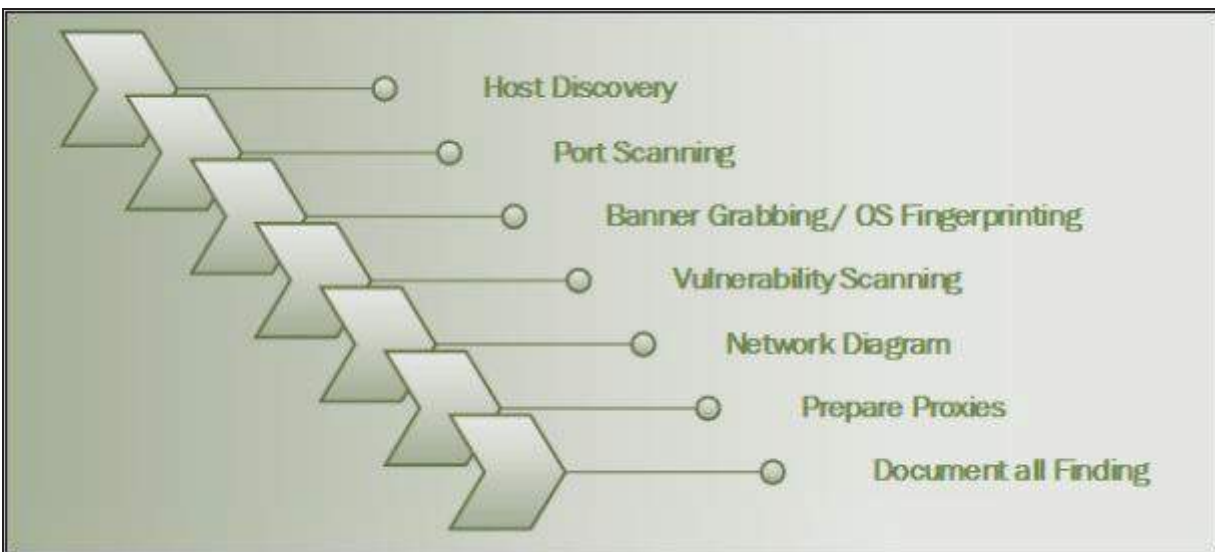 Host Discovery
Port Scanning
Banner Grabbing/ OS Fingerprinting
Vulnerability Scanning
Network Diagram
Prepare Proxies
Document all Finding